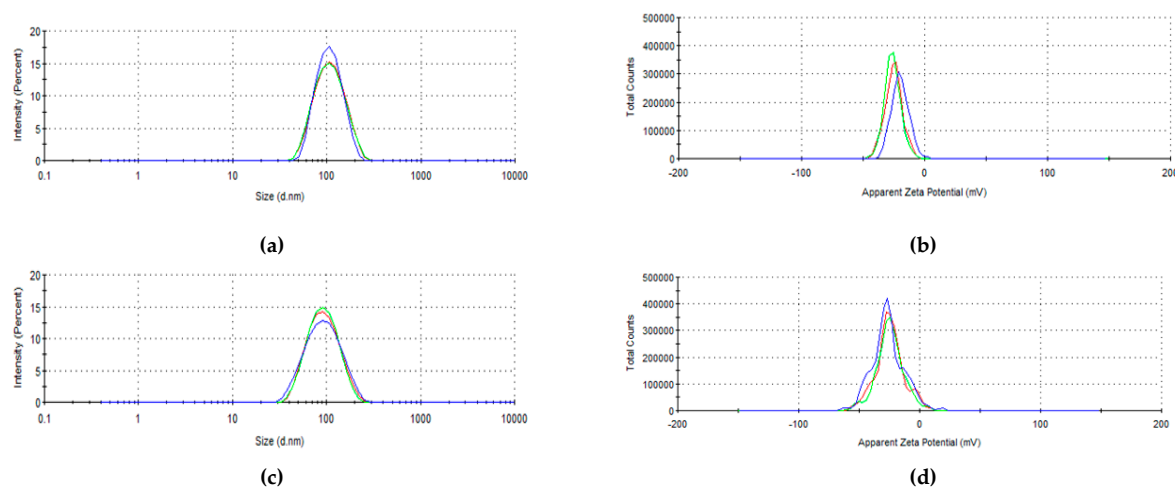 20
15
10
5
0
Intensity (Percent)
0.1 1 10 100 1000 10000
Size (d.nm)
(a)
500000
400000
300000
200000
100000
0
Total Counts
-200 -100 0 100 200
Apparent Zeta Potential (mV)
(b)
20
15
10
5
0
Intensity (Percent)
0.1 1 10 100 1000 10000
Size (d.nm)
(c)
500000
400000
300000
200000
100000
0
Total Counts
-200 -100 0 100 200
Apparent Zeta Potential (mV)
(d)